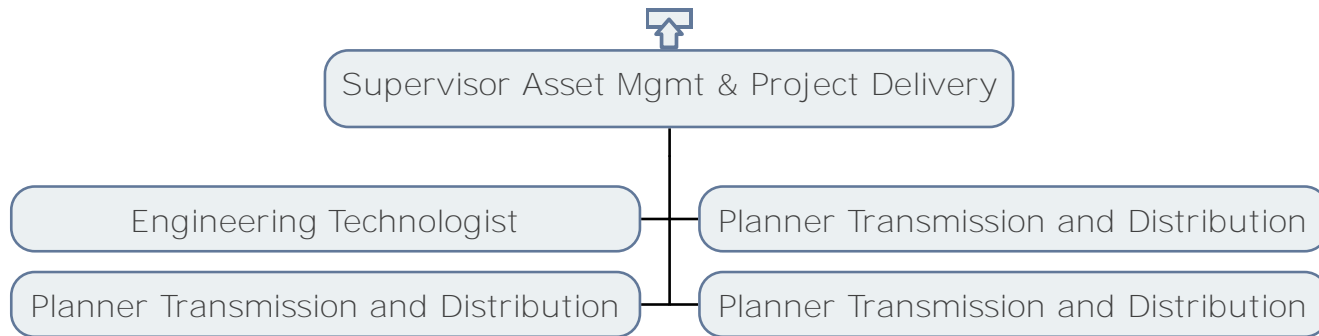 Supervisor Asset Mgmt & Project Delivery
Engineering Technologist
Planner Transmission and Distribution
Planner Transmission and Distribution
Planner Transmission and Distribution